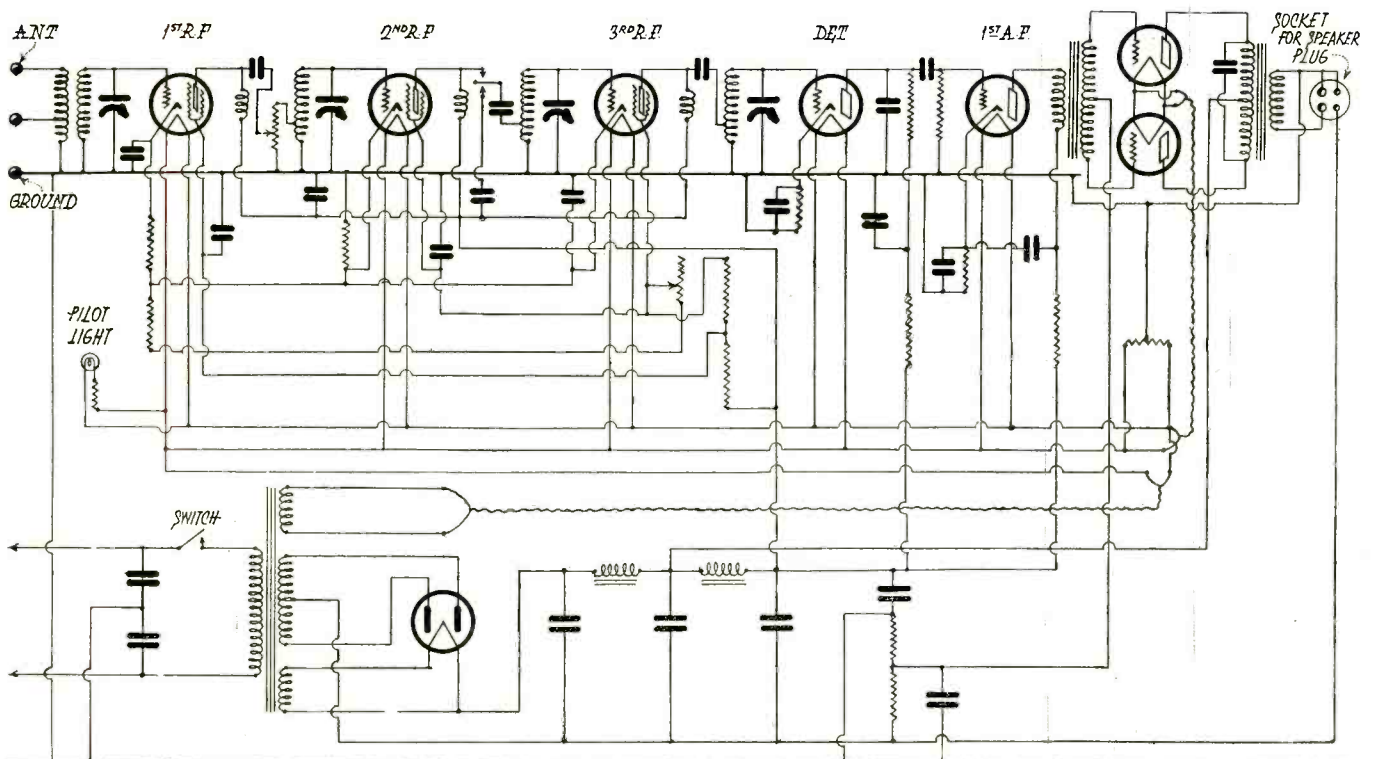 ANT
1ST R.F.
2ND R.F.
3RD R.F.
DET
1ST A.F.
SOCKET
FOR SPEAKER
PLUG
GROUND
PILOT
LIGHT
SWITCH